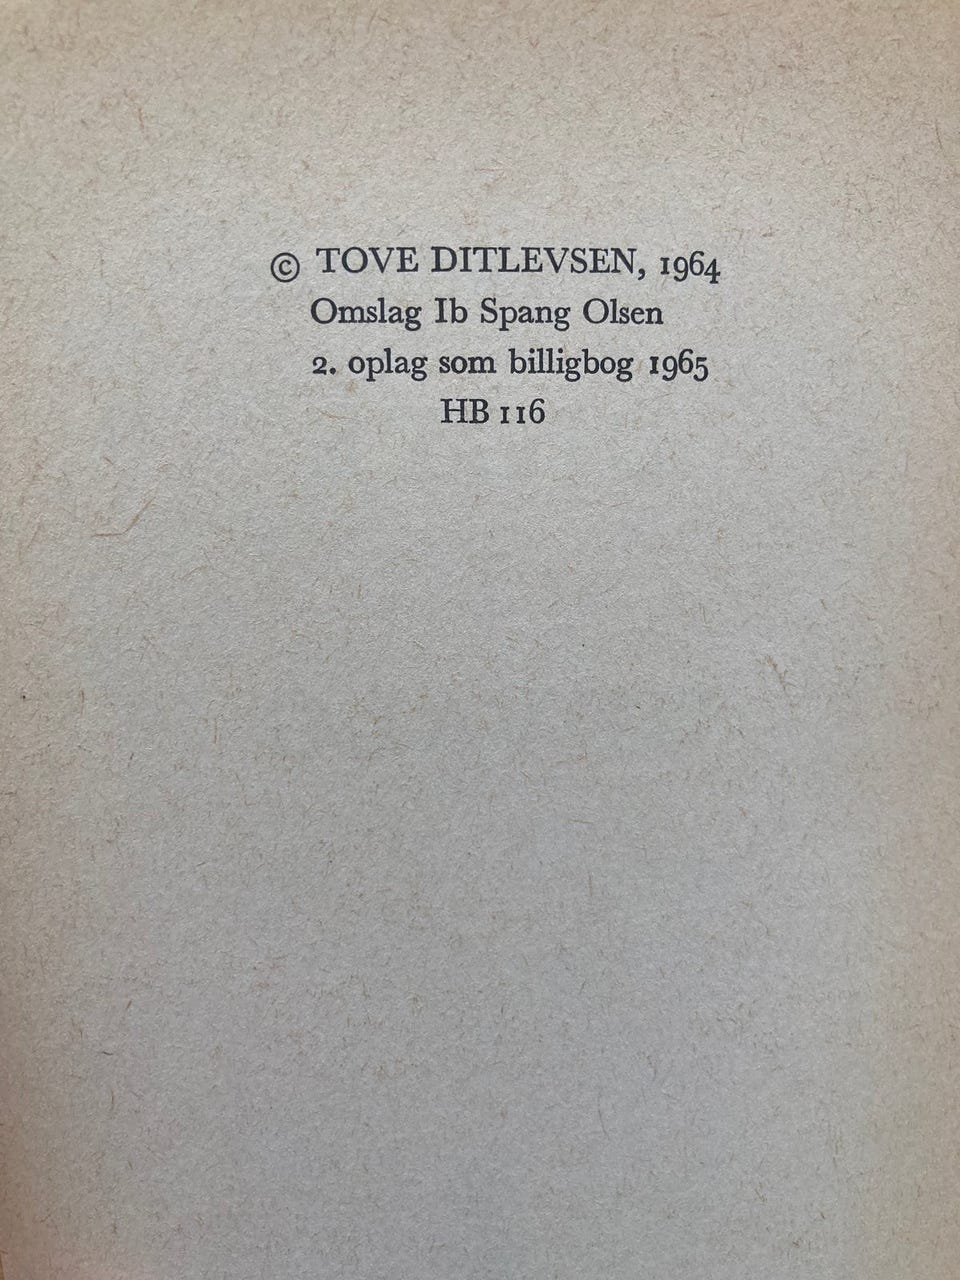 © TOVE DITLEVSEN, 1964
Omslag Ib Spang Olsen
2. oplag som billigbog 1965
HB 116